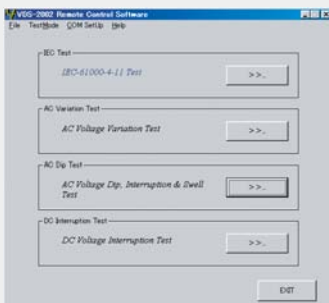 VDS-2002 Remote Control Software
File TestMode COM SetUp Help
IEC Test
IEC-61000-4-11 Test
>>.
AC Variation Test
AC Voltage Variation Test
>>.
AC Dip Test
AC Voltage Dip, Interruption & Swell
Test
>>.
DC Interruption Test
DC Voltage Interruption Test
>>.
EXIT